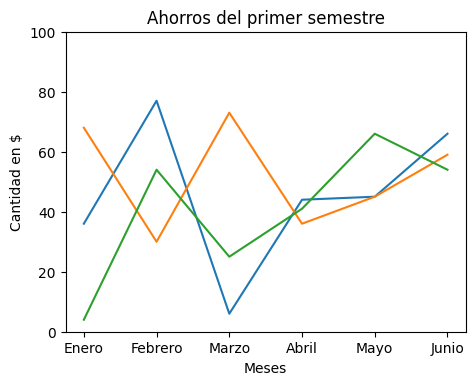 Ahorros del primer semestre
Cantidad en $
100
80
60
40
20
0
Enero Febrero Marzo Abril Mayo Junio
Meses